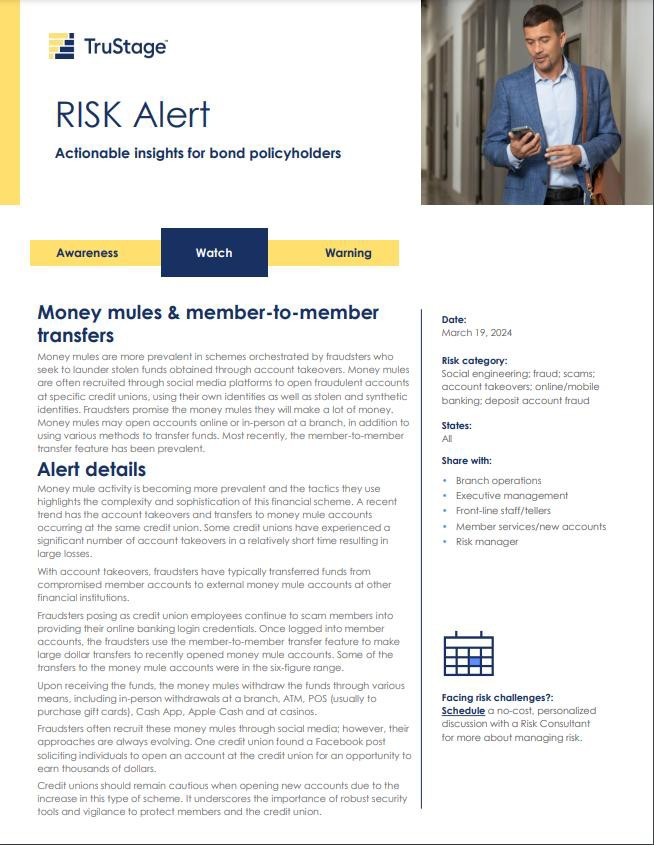 TruStage™
RISK Alert
Actionable insights for bond policyholders
Awareness
Watch
Warning
Money mules & member-to-member
transfers
Money mules are more prevalent in schemes orchestrated by fraudsters who
seek to launder stolen funds obtained through account takeovers. Money mules
are often recruited through social media platforms to open fraudulent accounts
at specific credit unions, using their own identities as well as stolen and synthetic
identities. Fraudsters promise the money mules they will make a lot of money.
Money mules may open accounts online or in-person at a branch, in addition to
using various methods to transfer funds. Most recently, the member-to-member
transfer feature has been prevalent.
Alert details
Money mule activity is becoming more prevalent and the tactics they use
highlights the complexity and sophistication of this financial scheme. A recent
trend has the account takeovers and transfers to money mule accounts
occurring at the same credit union. Some credit unions have experienced a
significant number of account takeovers in a relatively short time resulting in
large losses.
With account takeovers, fraudsters have typically transferred funds from
compromised member accounts to external money mule accounts at other
financial institutions.
Fraudsters posing as credit union employees continue to scam members into
providing their online banking login credentials. Once logged into member
accounts, the fraudsters use the member-to-member transfer feature to make
large dollar transfers to recently opened money mule accounts. Some of the
transfers to the money mule accounts were in the six-figure range.
Upon receiving the funds, the money mules withdraw the funds through various
means, including in-person withdrawals at a branch, ATM, POS (usually to
purchase gift cards), Cash App, Apple Cash and at casinos.
Fraudsters often recruit these money mules through social media; however, their
approaches are always evolving. One credit union found a Facebook post
soliciting individuals to open an account at the credit union for an opportunity to
earn thousands of dollars.
Credit unions should remain cautious when opening new accounts due to the
increase in this type of scheme. It underscores the importance of robust security
tools and vigilance to protect members and the credit union.
Date:
March 19, 2024
Risk category:
Social engineering; fraud; scams;
account takeovers; online/mobile
banking; deposit account fraud
States:
All
Share with:
• Branch operations
• Executive management
• Front-line staff/tellers
• Member services/new accounts
• Risk manager
Facing risk challenges?:
Schedule a no-cost, personalized
discussion with a Risk Consultant
for more about managing risk.